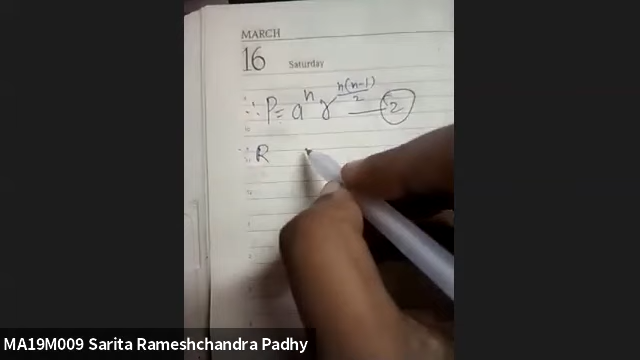 MARCH
16 Saturday
∴ P = a^n r^(n(n-1)/2) — 2
∴ R
MA19M009 Sarita Rameshchandra Padhy